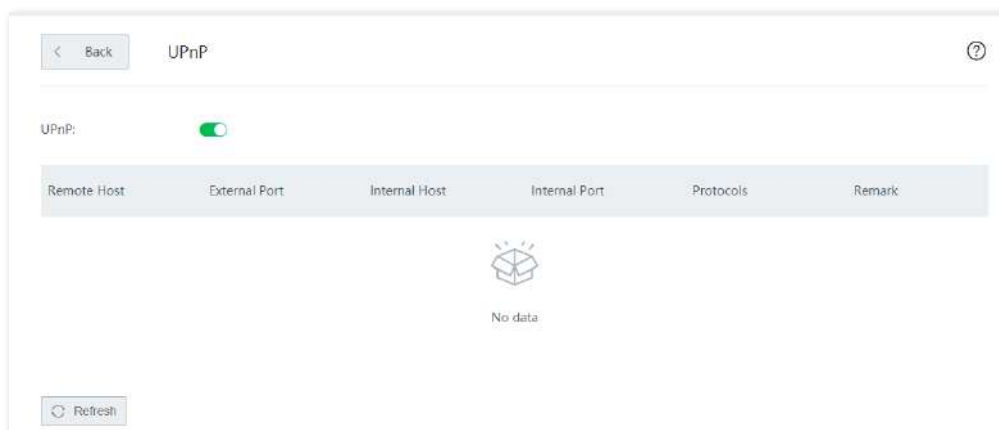 Back UPnP
UPnP:
Remote Host External Port Internal Host Internal Port Protocols Remark
No data
Refresh